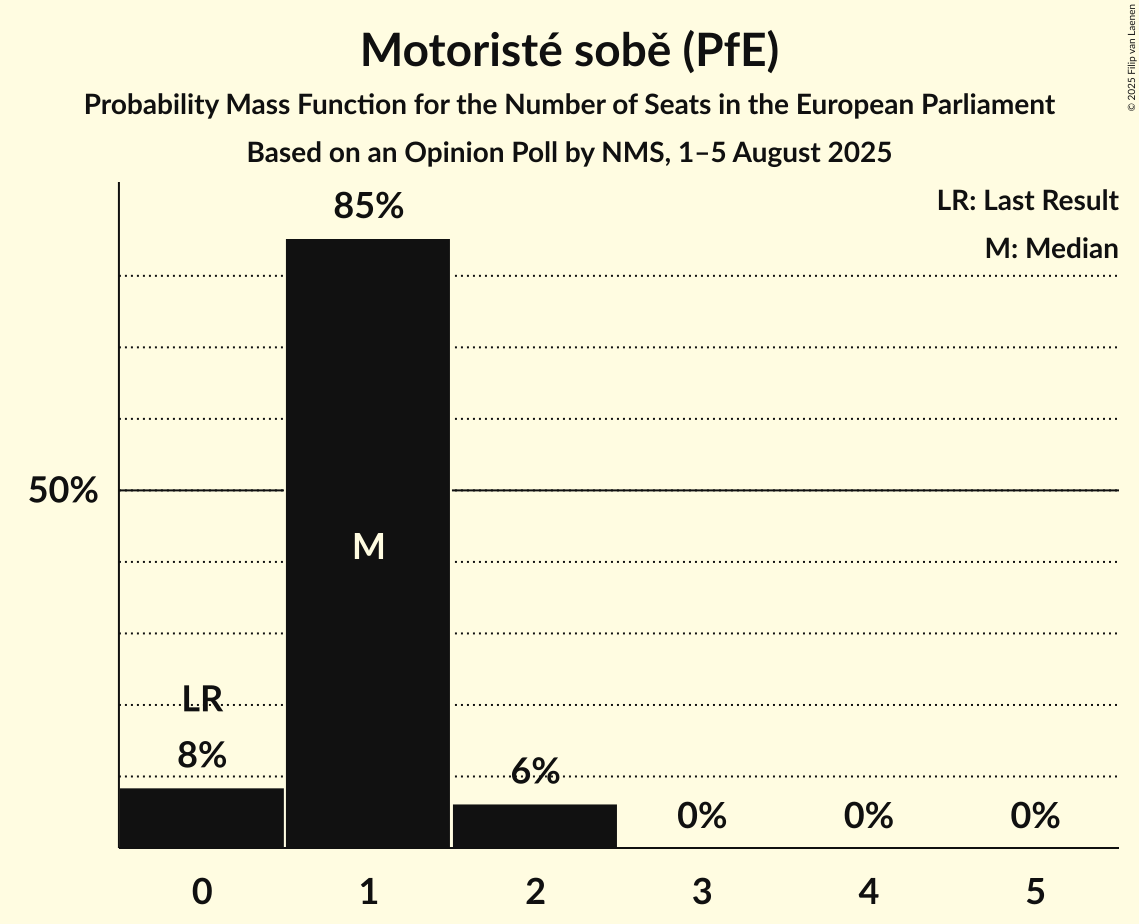 Motoristé sobě (PfE)
Probability Mass Function for the Number of Seats in the European Parliament
Based on an Opinion Poll by NMS, 1–5 August 2025
© 2025 Filip van Laenen
LR: Last Result
M: Median
85%
50%
M
LR
8%
6%
0%
0%
0%
0
1
2
3
4
5